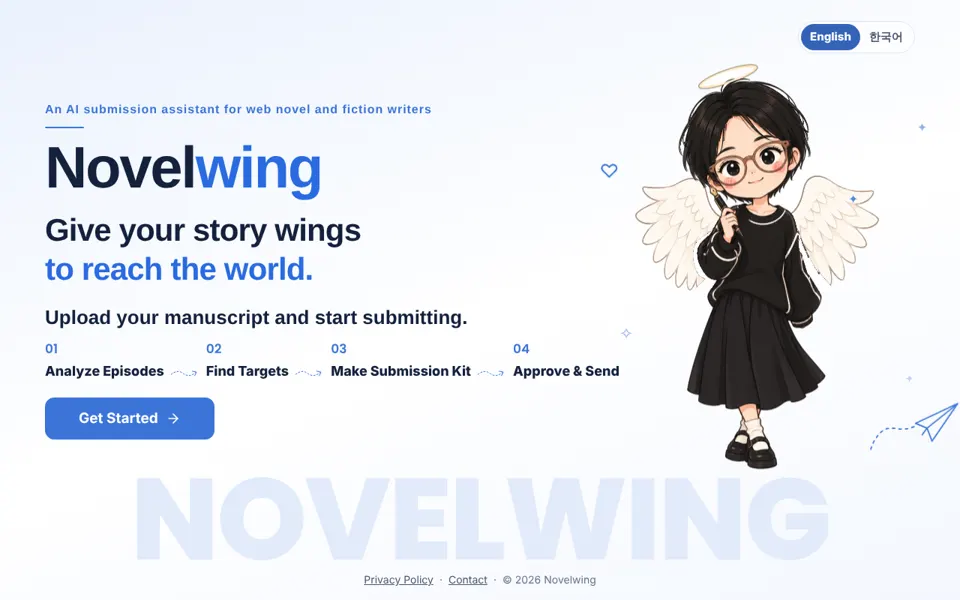 English 한국어
An AI submission assistant for web novel and fiction writers
Novelwing
Give your story wings
to reach the world.
Upload your manuscript and start submitting.
01 02 03 04
Analyze Episodes Find Targets Make Submission Kit Approve & Send
Get Started →
NOVELWING
Privacy Policy · Contact · © 2026 Novelwing